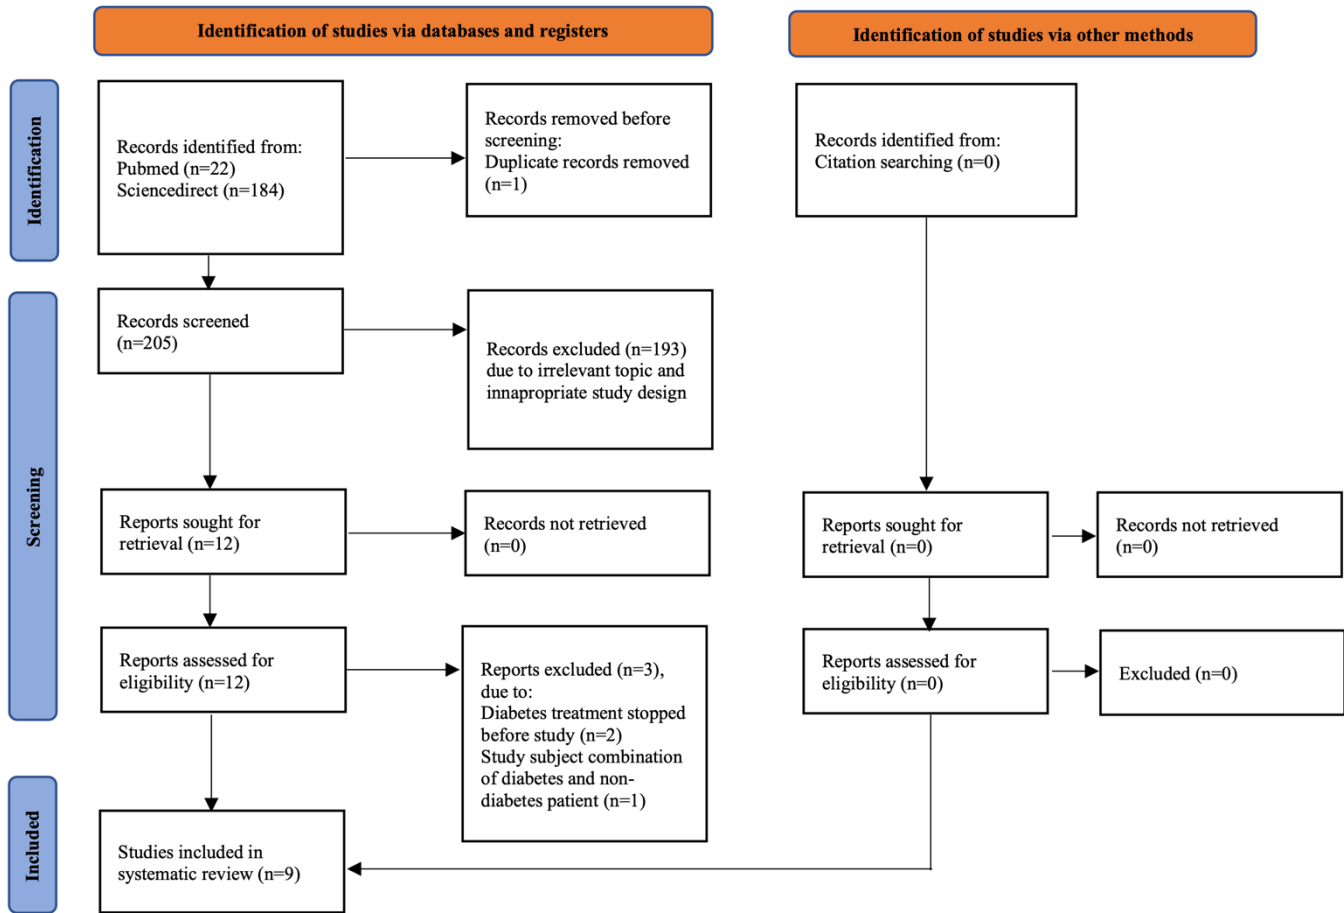 Identification of studies via databases and registers
Identification of studies via other methods
Identification
Records identified from:
Pubmed (n=22)
Sciencedirect (n=184)
Records removed before
screening:
Duplicate records removed
(n=1)
Records identified from:
Citation searching (n=0)
Screening
Records screened
(n=205)
Records excluded (n=193)
due to irrelevant topic and
innapropriate study design
Reports sought for
retrieval (n=12)
Records not retrieved
(n=0)
Reports sought for
retrieval (n=0)
Records not retrieved
(n=0)
Reports assessed for
eligibility (n=12)
Reports excluded (n=3),
due to:
Diabetes treatment stopped
before study (n=2)
Study subject combination
of diabetes and non-
diabetes patient (n=1)
Reports assessed for
eligibility (n=0)
Excluded (n=0)
Included
Studies included in
systematic review (n=9)